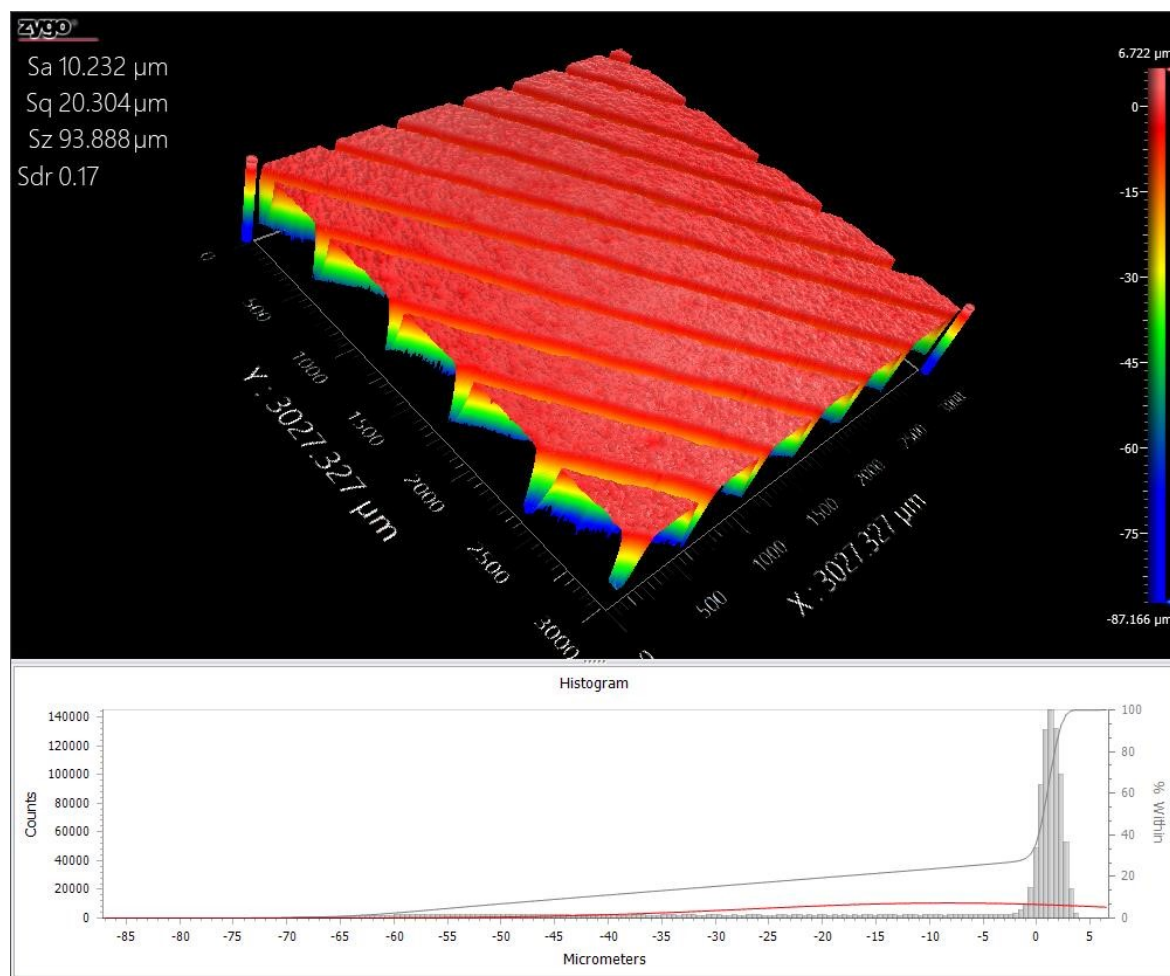 zygo
Sa 10.232 µm
Sq 20.304 µm
Sz 93.888 µm
Sdr 0.17
6.722 µm
0
-15
-30
-45
-60
-75
-87.166 µm
0
500
1000
1500
2000
2500
3000
Y : 3027.327 µm
0
500
1000
1500
2000
2500
3000
X : 3027.327 µm
Histogram
140000
120000
100000
80000
60000
40000
20000
0
Counts
100
80
60
40
20
0
% Within
-85 -80 -75 -70 -65 -60 -55 -50 -45 -40 -35 -30 -25 -20 -15 -10 -5 0 5
Micrometers